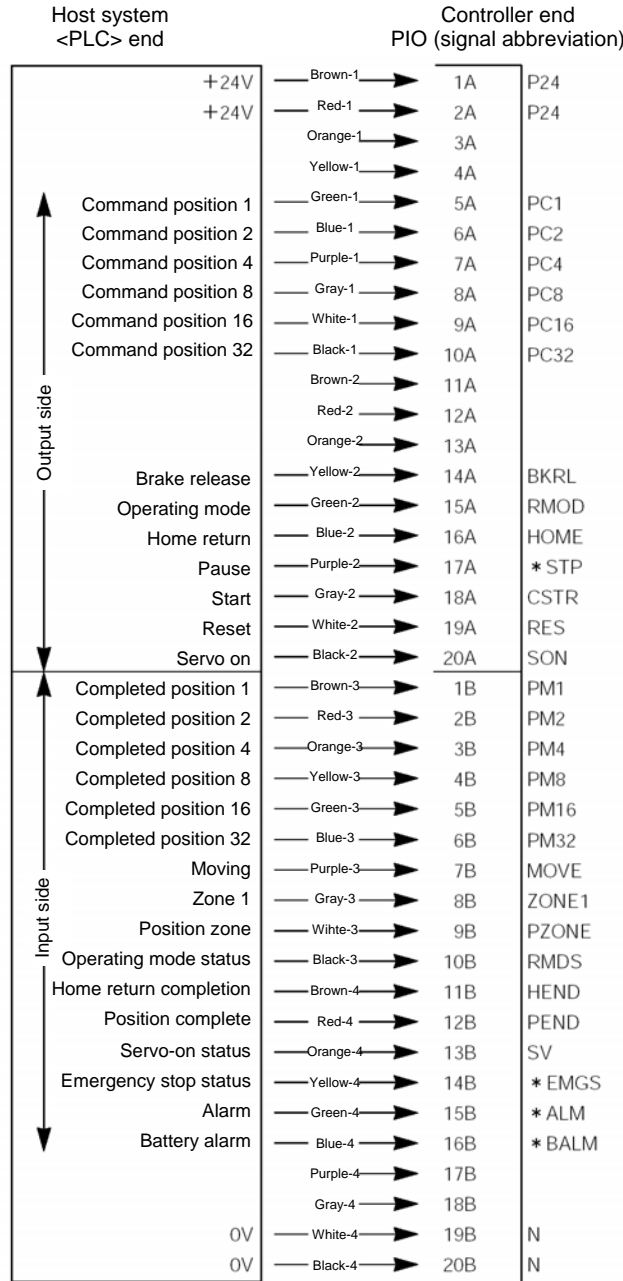 Host system
<PLC> end
Controller end
PIO (signal abbreviation)
+24V Brown-1 1A P24
+24V Red-1 2A P24
Orange-1 3A
Yellow-1 4A
Command position 1 Green-1 5A PC1
Command position 2 Blue-1 6A PC2
Command position 4 Purple-1 7A PC4
Command position 8 Gray-1 8A PC8
Command position 16 White-1 9A PC16
Command position 32 Black-1 10A PC32
Brown-2 11A
Red-2 12A
Orange-2 13A
Output side
Brake release Yellow-2 14A BKRL
Operating mode Green-2 15A RMOD
Home return Blue-2 16A HOME
Pause Purple-2 17A *STP
Start Gray-2 18A CSTR
Reset White-2 19A RES
Servo on Black-2 20A SON
Completed position 1 Brown-3 1B PM1
Completed position 2 Red-3 2B PM2
Completed position 4 Orange-3 3B PM4
Completed position 8 Yellow-3 4B PM8
Completed position 16 Green-3 5B PM16
Completed position 32 Blue-3 6B PM32
Moving Purple-3 7B MOVE
Zone 1 Gray-3 8B ZONE1
Input side
Position zone Wihte-3 9B PZONE
Operating mode status Black-3 10B RMDS
Home return completion Brown-4 11B HEND
Position complete Red-4 12B PEND
Servo-on status Orange-4 13B SV
Emergency stop status Yellow-4 14B *EMGS
Alarm Green-4 15B *ALM
Battery alarm Blue-4 16B *BALM
Purple-4 17B
Gray-4 18B
0V White-4 19B N
0V Black-4 20B N